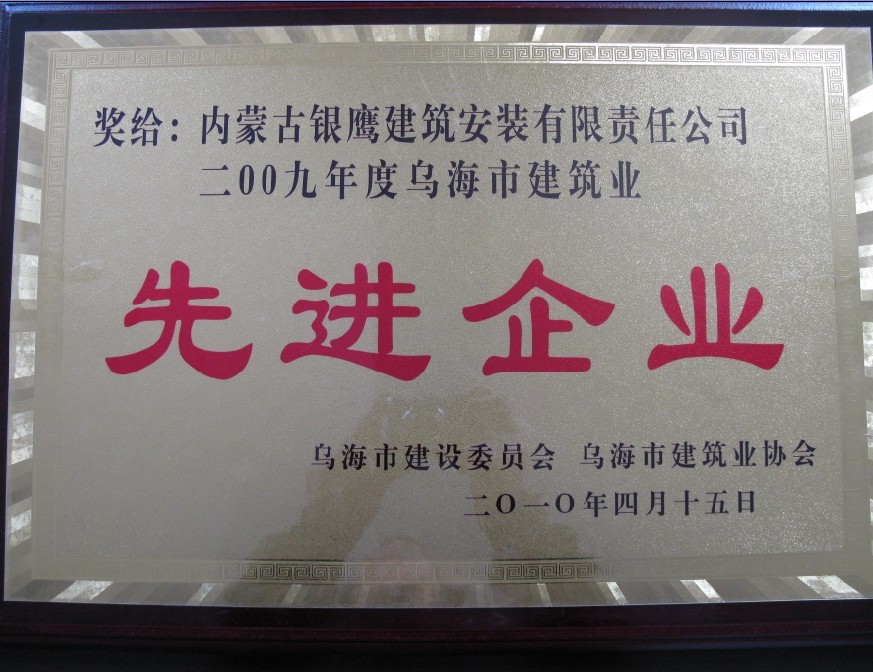 奖给：内蒙古银鹰建筑安装有限责任公司
二00九年度乌海市建筑业
先进企业
乌海市建设委员会 乌海市建筑业协会
二O一O年四月十五日